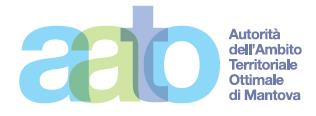 aato
Autorità
dell'Ambito
Territoriale
Ottimale
di Mantova